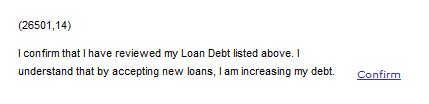 (26501,14)
I confirm that I have reviewed my Loan Debt listed above. I
understand that by accepting new loans, I am increasing my debt.
Confirm